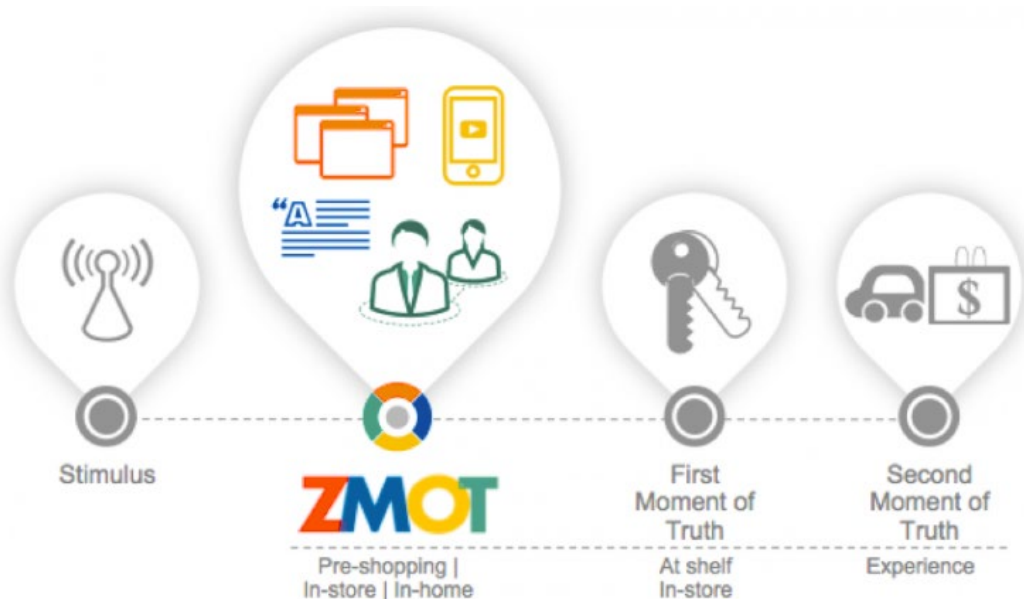 “A
$
Stimulus
ZMOT
First
Moment of
Truth
Second
Moment of
Truth
Pre-shopping |
In-store | In-home
At shelf
In-store
Experience